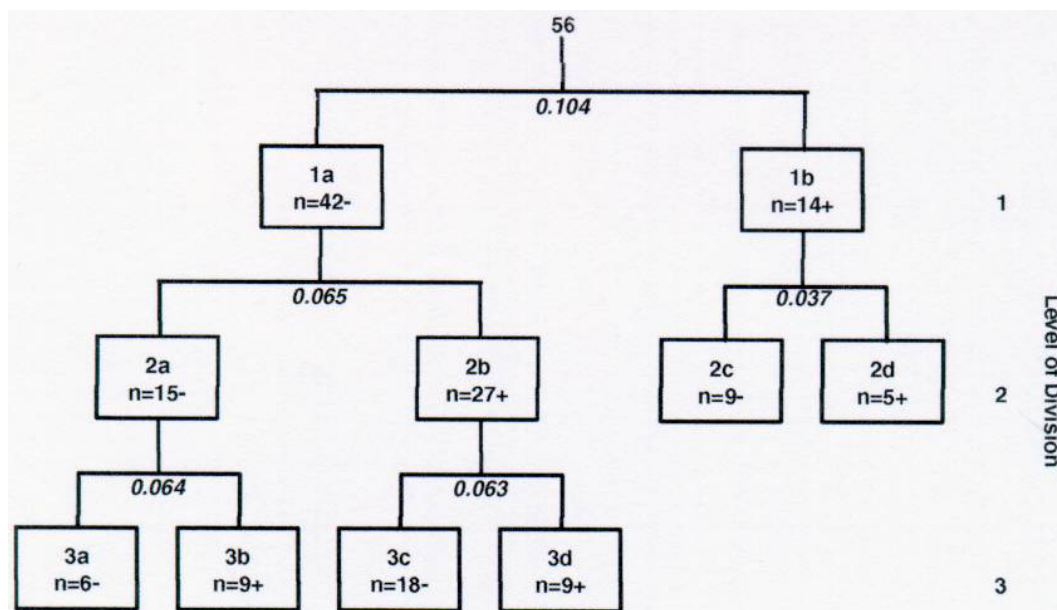 56
0.104
1a
n=42-
1b
n=14+
1
0.065
0.037
2a
n=15-
2b
n=27+
2c
n=9-
2d
n=5+
2
Level of Division
0.064
0.063
3a
n=6-
3b
n=9+
3c
n=18-
3d
n=9+
3